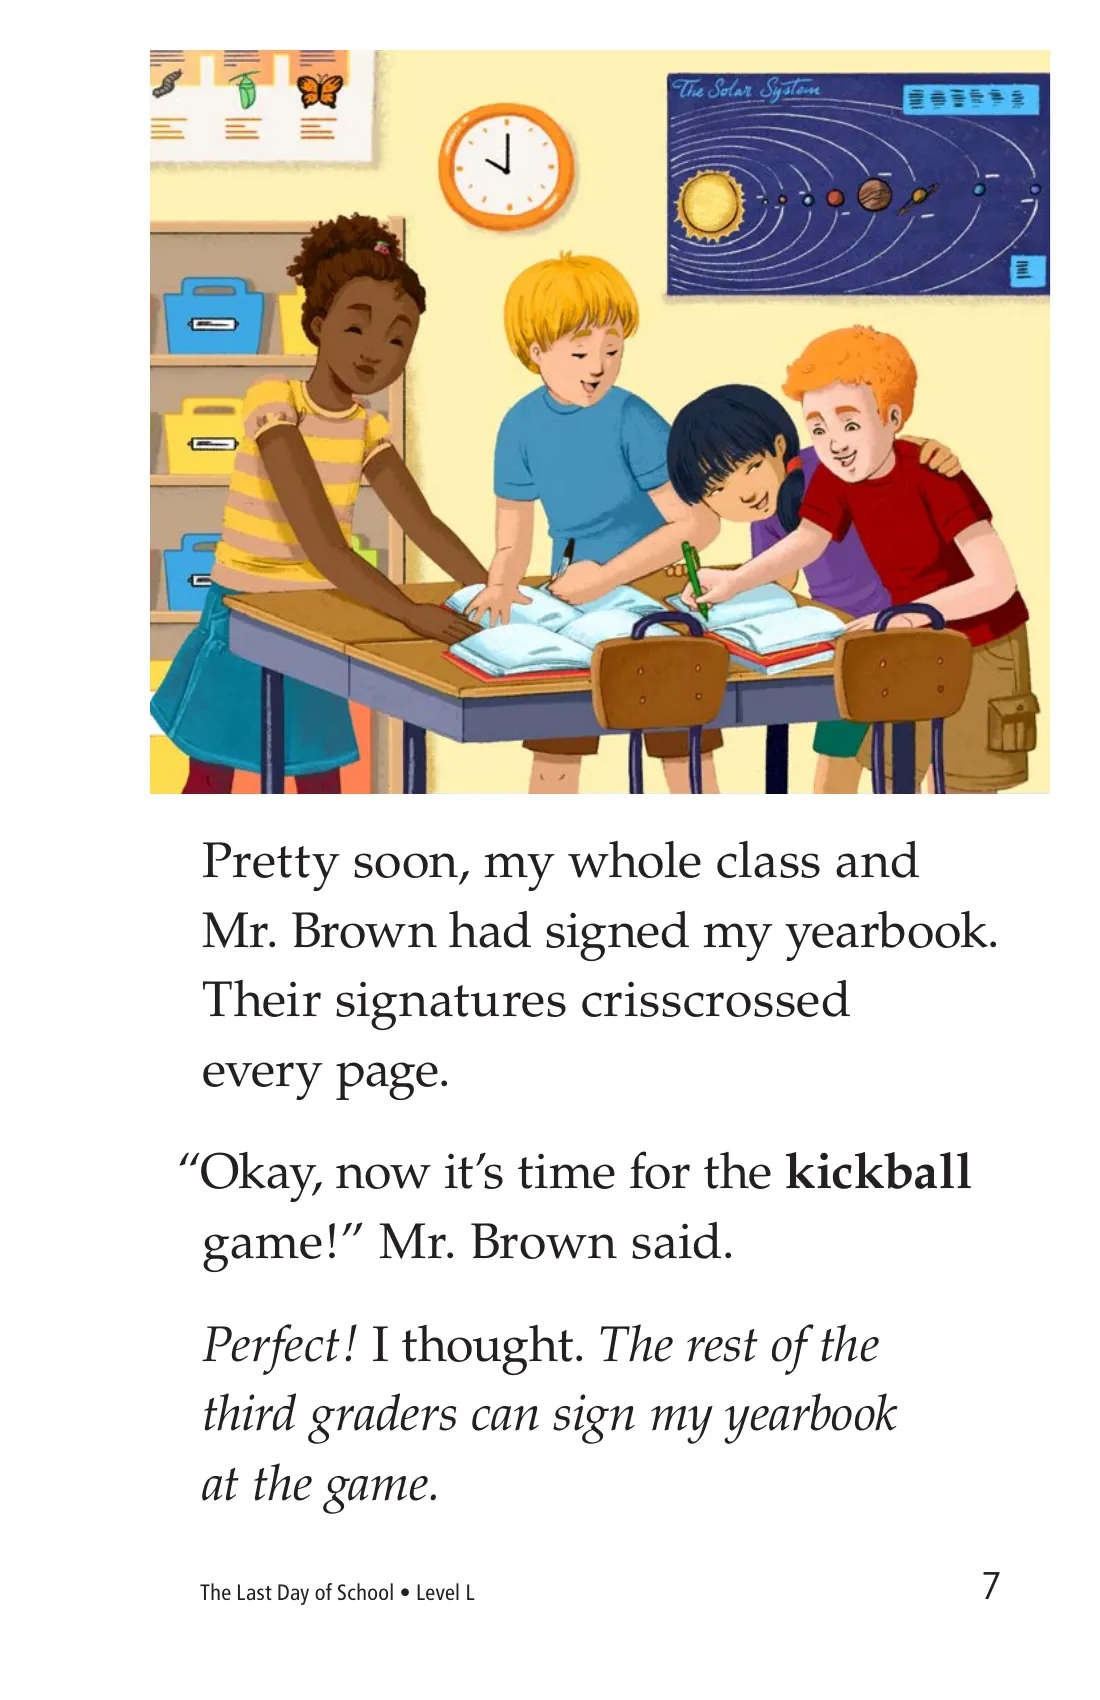 The Solar System
Pretty soon, my whole class and
Mr. Brown had signed my yearbook.
Their signatures crisscrossed
every page.
“Okay, now it’s time for the kickball
game!” Mr. Brown said.
Perfect! I thought. The rest of the
third graders can sign my yearbook
at the game.
The Last Day of School • Level L
7